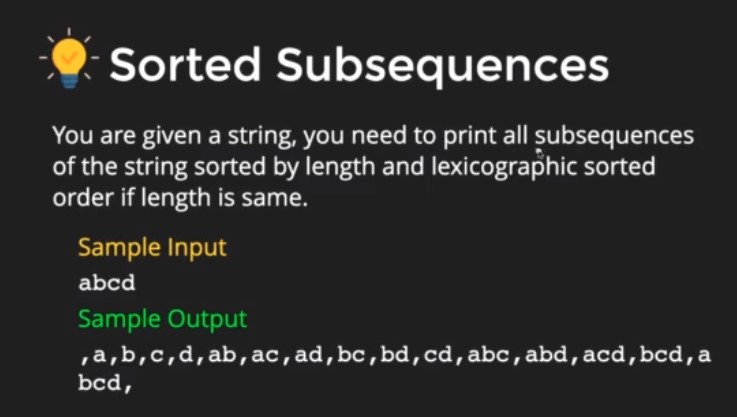 Sorted Subsequences
You are given a string, you need to print all subsequences
of the string sorted by length and lexicographic sorted
order if length is same.
Sample Input
abcd
Sample Output
,a,b,c,d,ab,ac,ad,bc,bd,cd,abc,abd,acd,bcd,a
bcd,